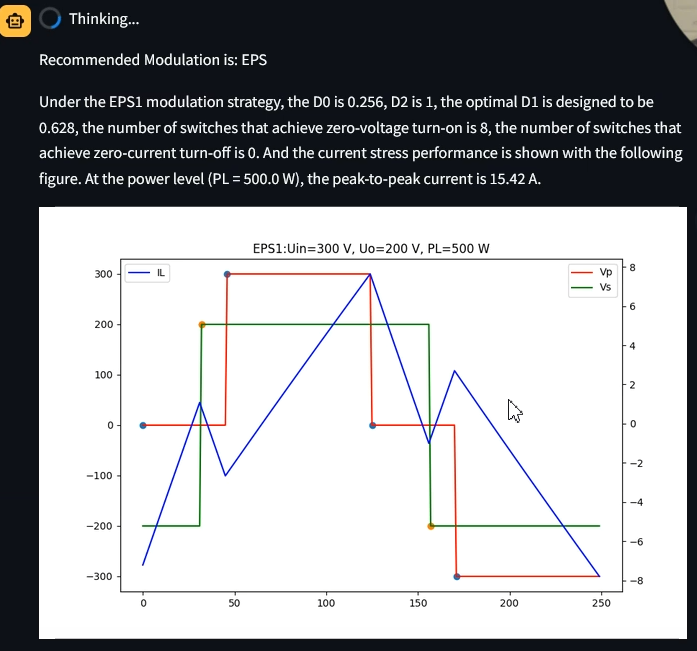 Thinking...
Recommended Modulation is: EPS
Under the EPS1 modulation strategy, the D0 is 0.256, D2 is 1, the optimal D1 is designed to be
0.628, the number of switches that achieve zero-voltage turn-on is 8, the number of switches that
achieve zero-current turn-off is 0. And the current stress performance is shown with the following
figure. At the power level (PL = 500.0 W), the peak-to-peak current is 15.42 A.
EPS1:Uin=300 V, Uo=200 V, PL=500 W
IL
Vp
Vs
300
200
100
0
−100
−200
−300
8
6
4
2
0
−2
−4
−6
−8
0
50
100
150
200
250